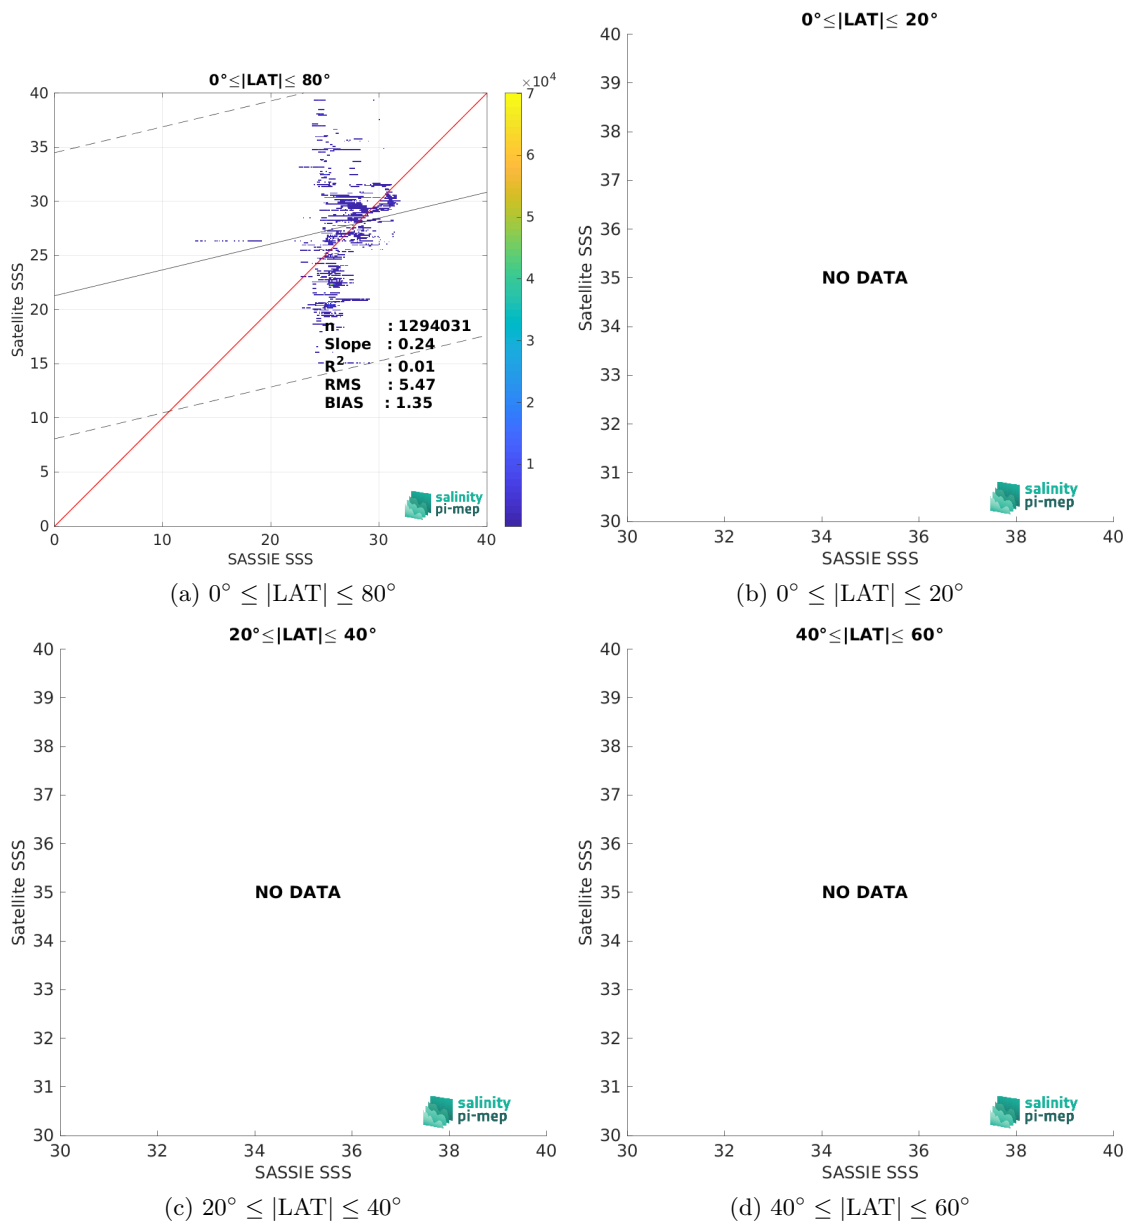 0°≤|LAT|≤ 80°
×10⁴
40
35
30
25
20
15
10
5
0
0
10
20
30
40
7
6
5
4
3
2
1
Satellite SSS
SASSIE SSS
n : 1294031
Slope : 0.24
R² : 0.01
RMS : 5.47
BIAS : 1.35
salinity
pi-mep
(a) 0° ≤ |LAT| ≤ 80°
0°≤|LAT|≤ 20°
40
39
38
37
36
35
34
33
32
31
30
30
32
34
36
38
40
Satellite SSS
SASSIE SSS
NO DATA
salinity
pi-mep
(b) 0° ≤ |LAT| ≤ 20°
20°≤|LAT|≤ 40°
40
39
38
37
36
35
34
33
32
31
30
30
32
34
36
38
40
Satellite SSS
SASSIE SSS
NO DATA
salinity
pi-mep
(c) 20° ≤ |LAT| ≤ 40°
40°≤|LAT|≤ 60°
40
39
38
37
36
35
34
33
32
31
30
30
32
34
36
38
40
Satellite SSS
SASSIE SSS
NO DATA
salinity
pi-mep
(d) 40° ≤ |LAT| ≤ 60°